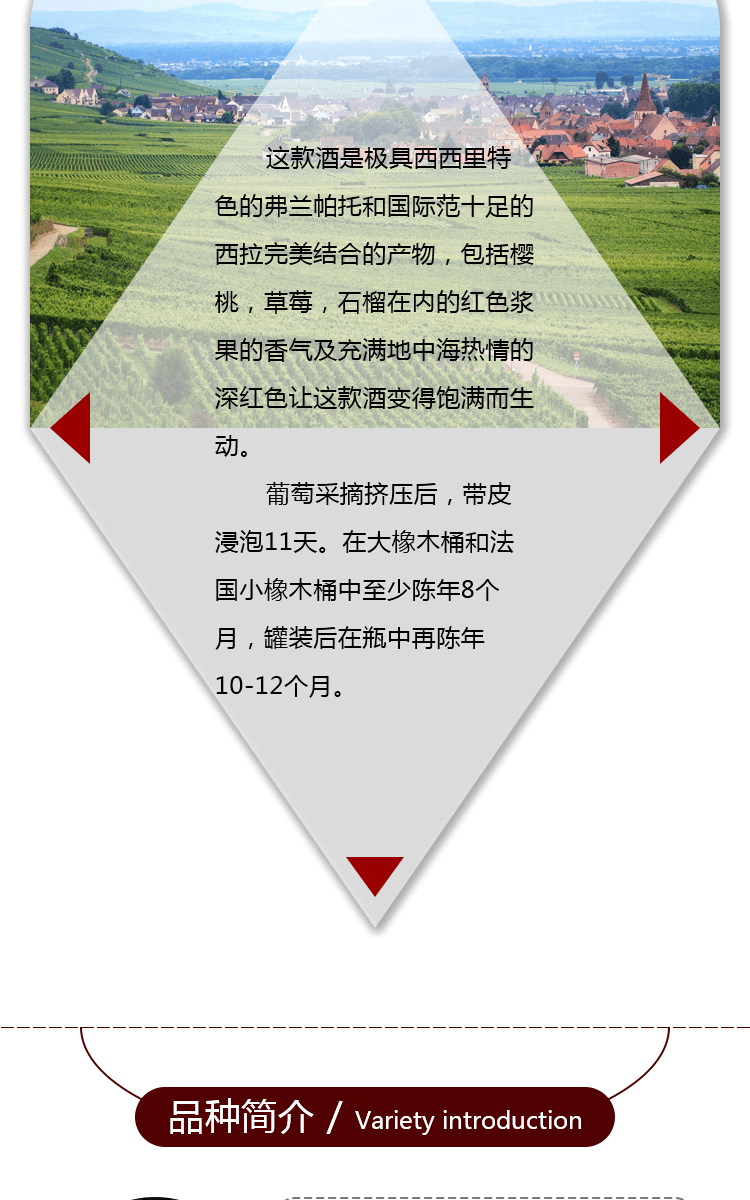 这款酒是极具西西里特
色的弗兰帕托和国际范十足的
西拉完美结合的产物，包括樱
桃，草莓，石榴在内的红色浆
果的香气及充满地中海热情的
深红色让这款酒变得饱满而生
动。
葡萄采摘挤压后，带皮
浸泡11天。在大橡木桶和法
国小橡木桶中至少陈年8个
月，罐装后在瓶中再陈年
10-12个月。
品种简介 / Variety introduction